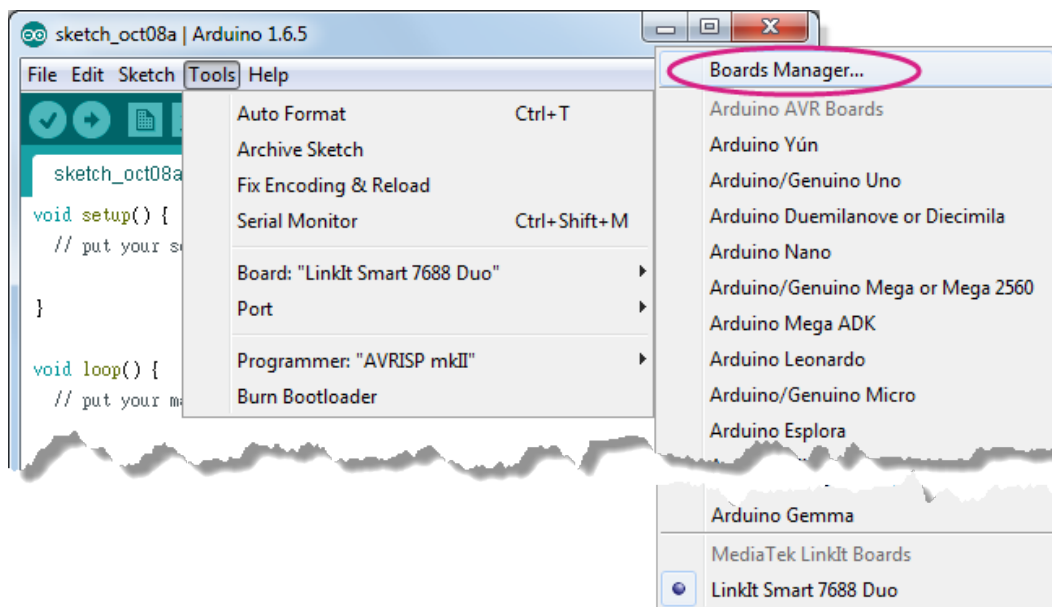 sketch_oct08a | Arduino 1.6.5
File Edit Sketch Tools Help
sketch_oct08a
void setup() {
// put your s
}
void loop() {
// put your m
Auto Format Ctrl+T
Archive Sketch
Fix Encoding & Reload
Serial Monitor Ctrl+Shift+M
Board: "LinkIt Smart 7688 Duo"
Port
Programmer: "AVRISP mkII"
Burn Bootloader
Boards Manager...
Arduino AVR Boards
Arduino Yún
Arduino/Genuino Uno
Arduino Duemilanove or Diecimila
Arduino Nano
Arduino/Genuino Mega or Mega 2560
Arduino Mega ADK
Arduino Leonardo
Arduino/Genuino Micro
Arduino Esplora
Arduino Gemma
MediaTek LinkIt Boards
LinkIt Smart 7688 Duo